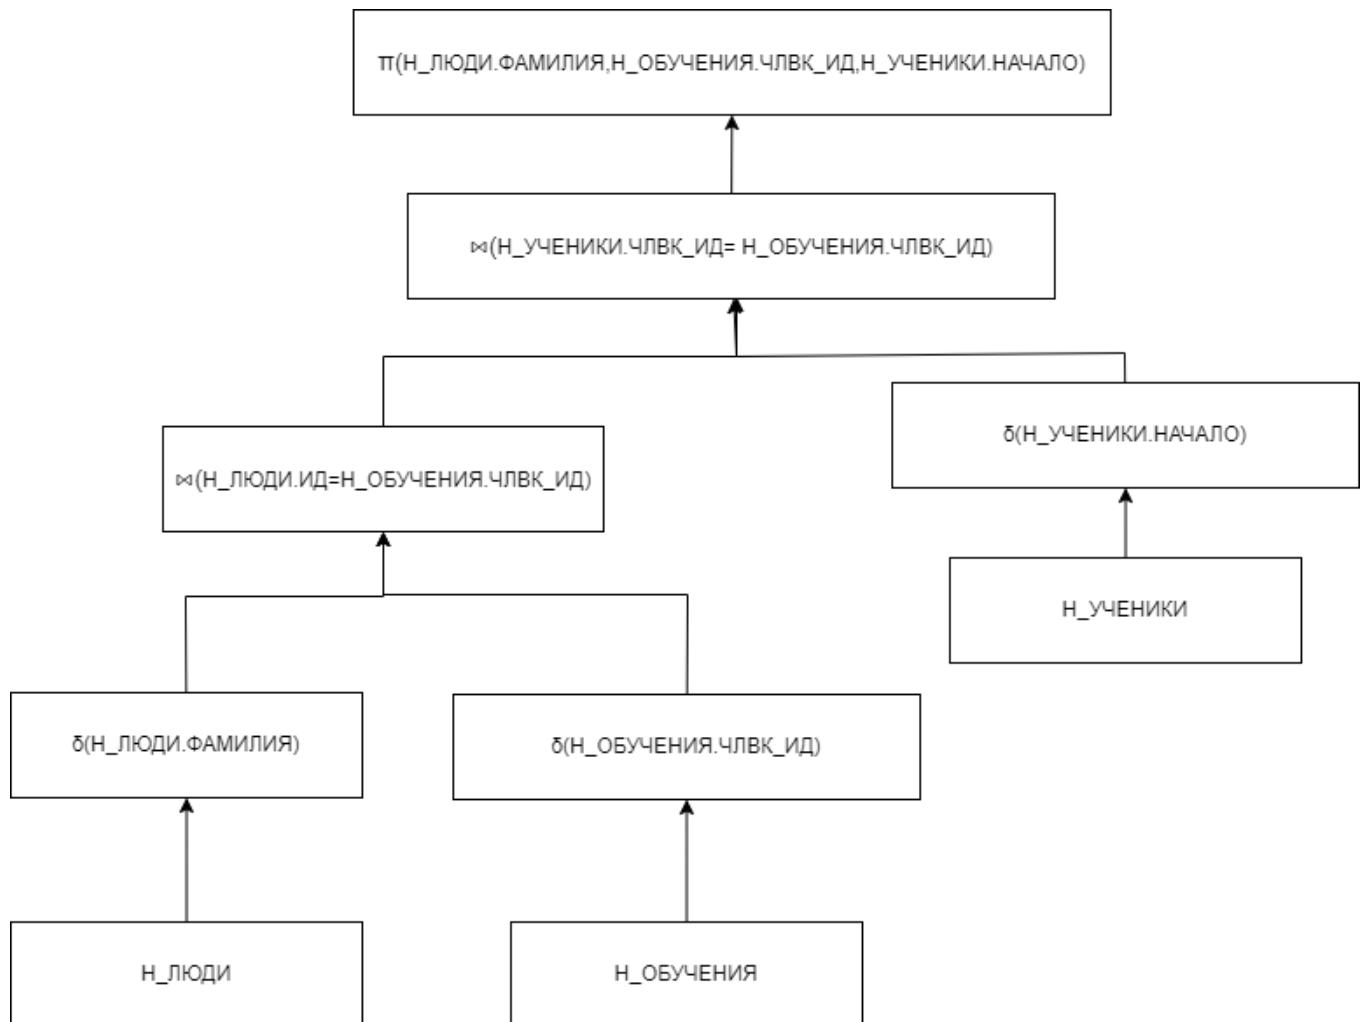 π(Н_ЛЮДИ.ФАМИЛИЯ,Н_ОБУЧЕНИЯ.ЧЛВК_ИД,Н_УЧЕНИКИ.НАЧАЛО)
⋈(Н_УЧЕНИКИ.ЧЛВК_ИД= Н_ОБУЧЕНИЯ.ЧЛВК_ИД)
δ(Н_УЧЕНИКИ.НАЧАЛО)
⋈(Н_ЛЮДИ.ИД=Н_ОБУЧЕНИЯ.ЧЛВК_ИД)
Н_УЧЕНИКИ
δ(Н_ЛЮДИ.ФАМИЛИЯ)
δ(Н_ОБУЧЕНИЯ.ЧЛВК_ИД)
Н_ЛЮДИ
Н_ОБУЧЕНИЯ